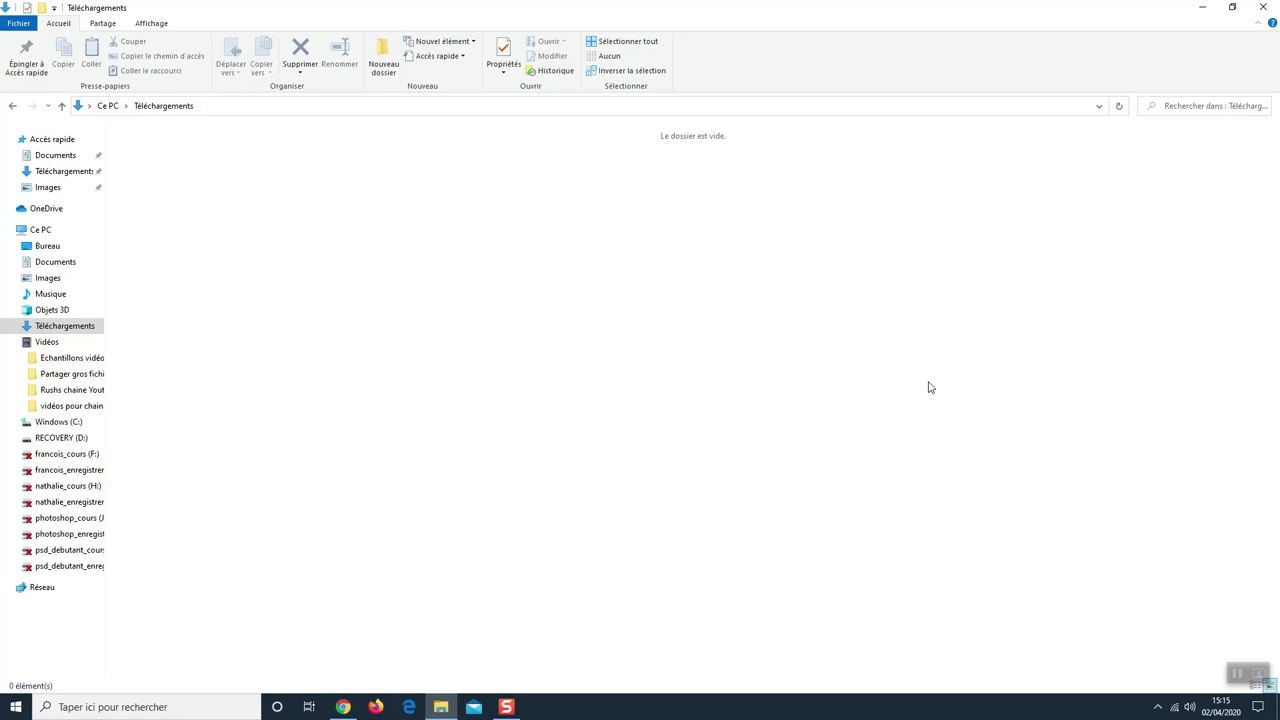 Téléchargements
Fichier Accueil Partage Affichage
Épingler à Accès rapide
Copier
Coller
Couper
Copier le chemin d'accès
Coller le raccourci
Presse-papiers
Déplacer vers
Copier vers
Supprimer
Renommer
Organiser
Nouveau dossier
Nouvel élément
Accès rapide
Nouveau
Propriétés
Ouvrir
Modifier
Historique
Ouvrir
Sélectionner tout
Aucun
Inverser la sélection
Sélectionner
Ce PC > Téléchargements
Rechercher dans : Télécharg...
Le dossier est vide.
Accès rapide
Documents
Téléchargements
Images
OneDrive
Ce PC
Bureau
Documents
Images
Musique
Objets 3D
Téléchargements
Vidéos
Echantillons vidéo
Partager gros fichi
Rushs chaine Yout
vidéos pour chain
Windows (C:)
RECOVERY (D:)
francois_cours (F:)
francois_enregistrer
nathalie_cours (H:)
nathalie_enregistrer
photoshop_cours (J
photoshop_enregist
psd_debutant_cours
psd_debutant_enreg
Réseau
0 élément(s)
Taper ici pour rechercher
15:15
02/04/2020